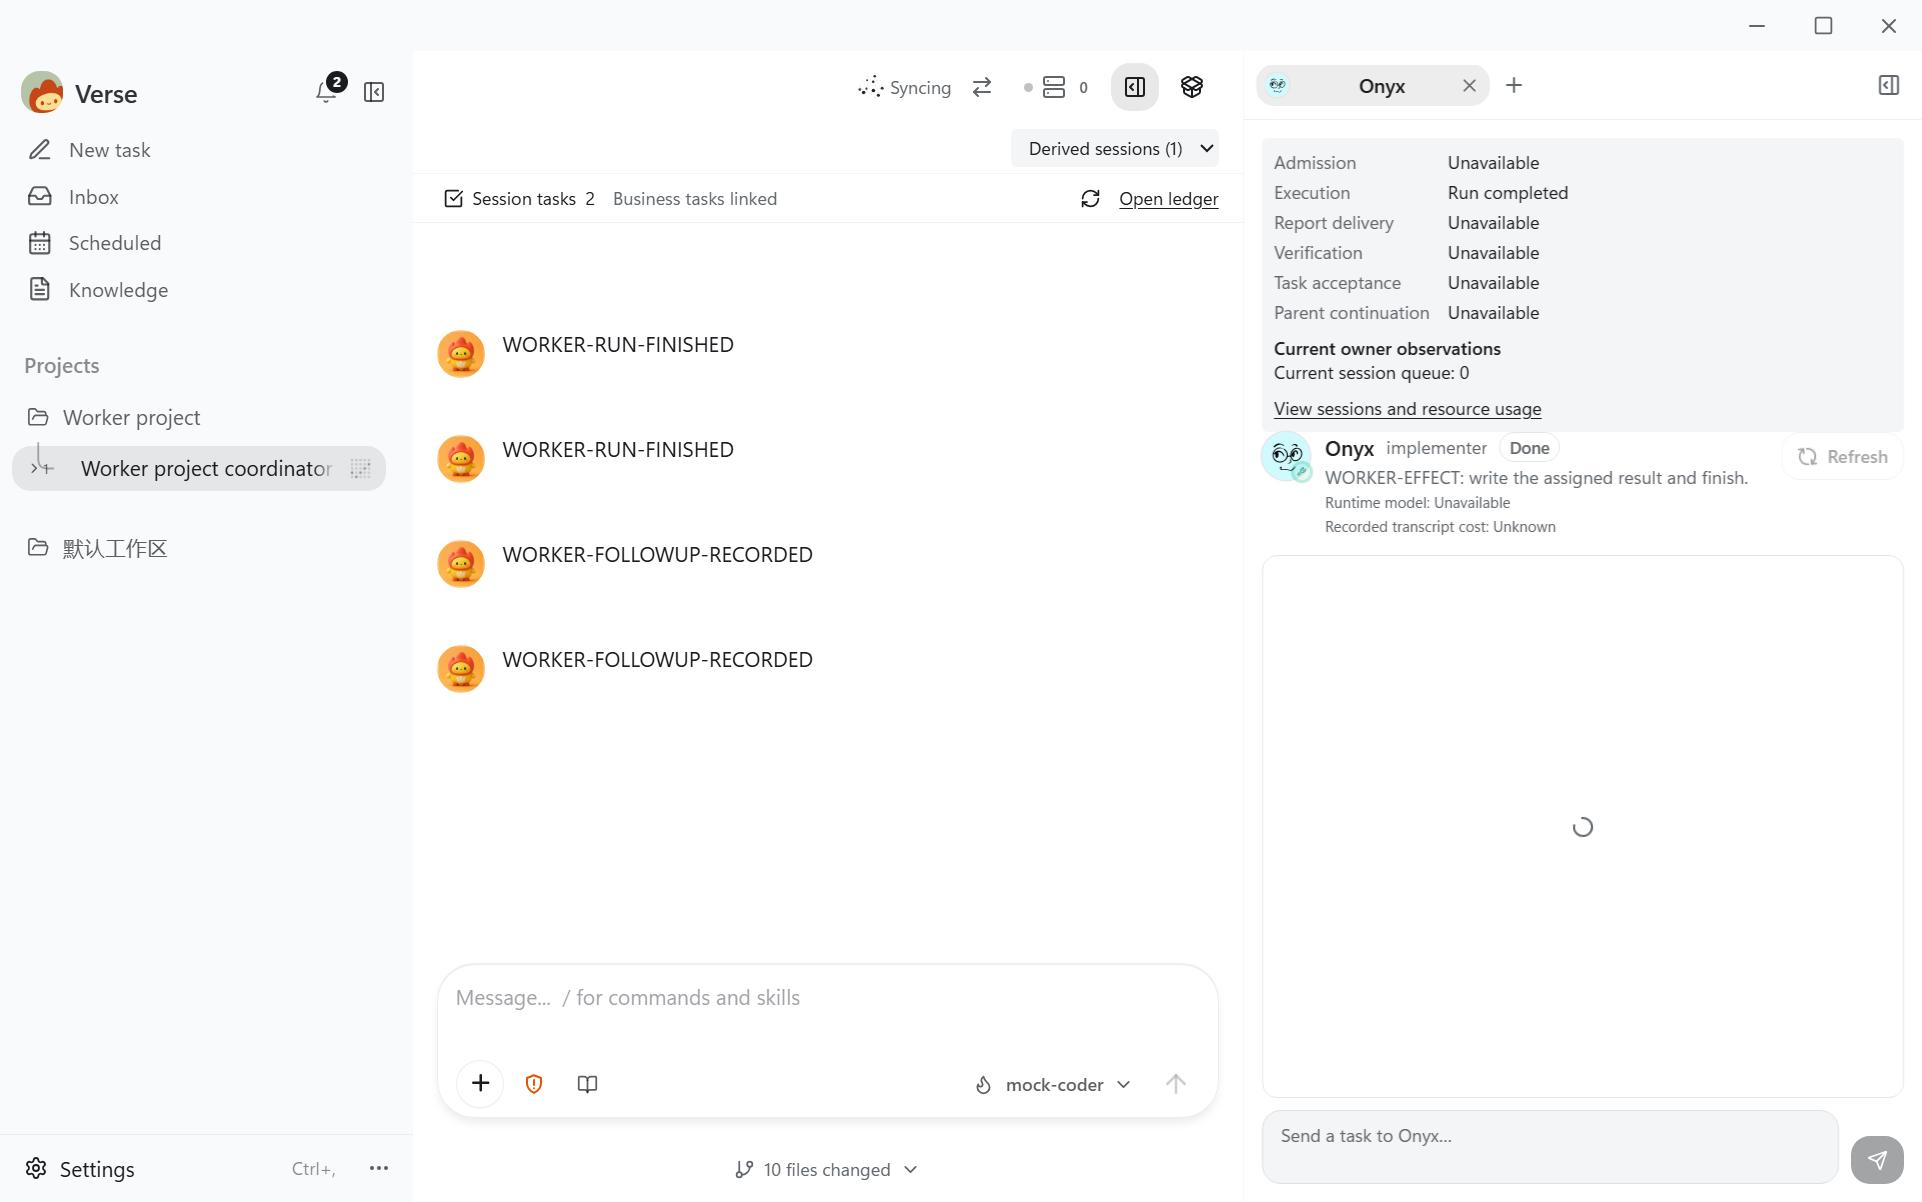 Verse
2
New task
Inbox
Scheduled
Knowledge
Projects
Worker project
Worker project coordinator
默认工作区
Settings
Ctrl+,
Syncing
0
Derived sessions (1)
Session tasks 2
Business tasks linked
Open ledger
WORKER-RUN-FINISHED
WORKER-RUN-FINISHED
WORKER-FOLLOWUP-RECORDED
WORKER-FOLLOWUP-RECORDED
Message... / for commands and skills
mock-coder
10 files changed
Onyx
Admission Unavailable
Execution Run completed
Report delivery Unavailable
Verification Unavailable
Task acceptance Unavailable
Parent continuation Unavailable
Current owner observations
Current session queue: 0
View sessions and resource usage
Onyx implementer Done
Refresh
WORKER-EFFECT: write the assigned result and finish.
Runtime model: Unavailable
Recorded transcript cost: Unknown
Send a task to Onyx...